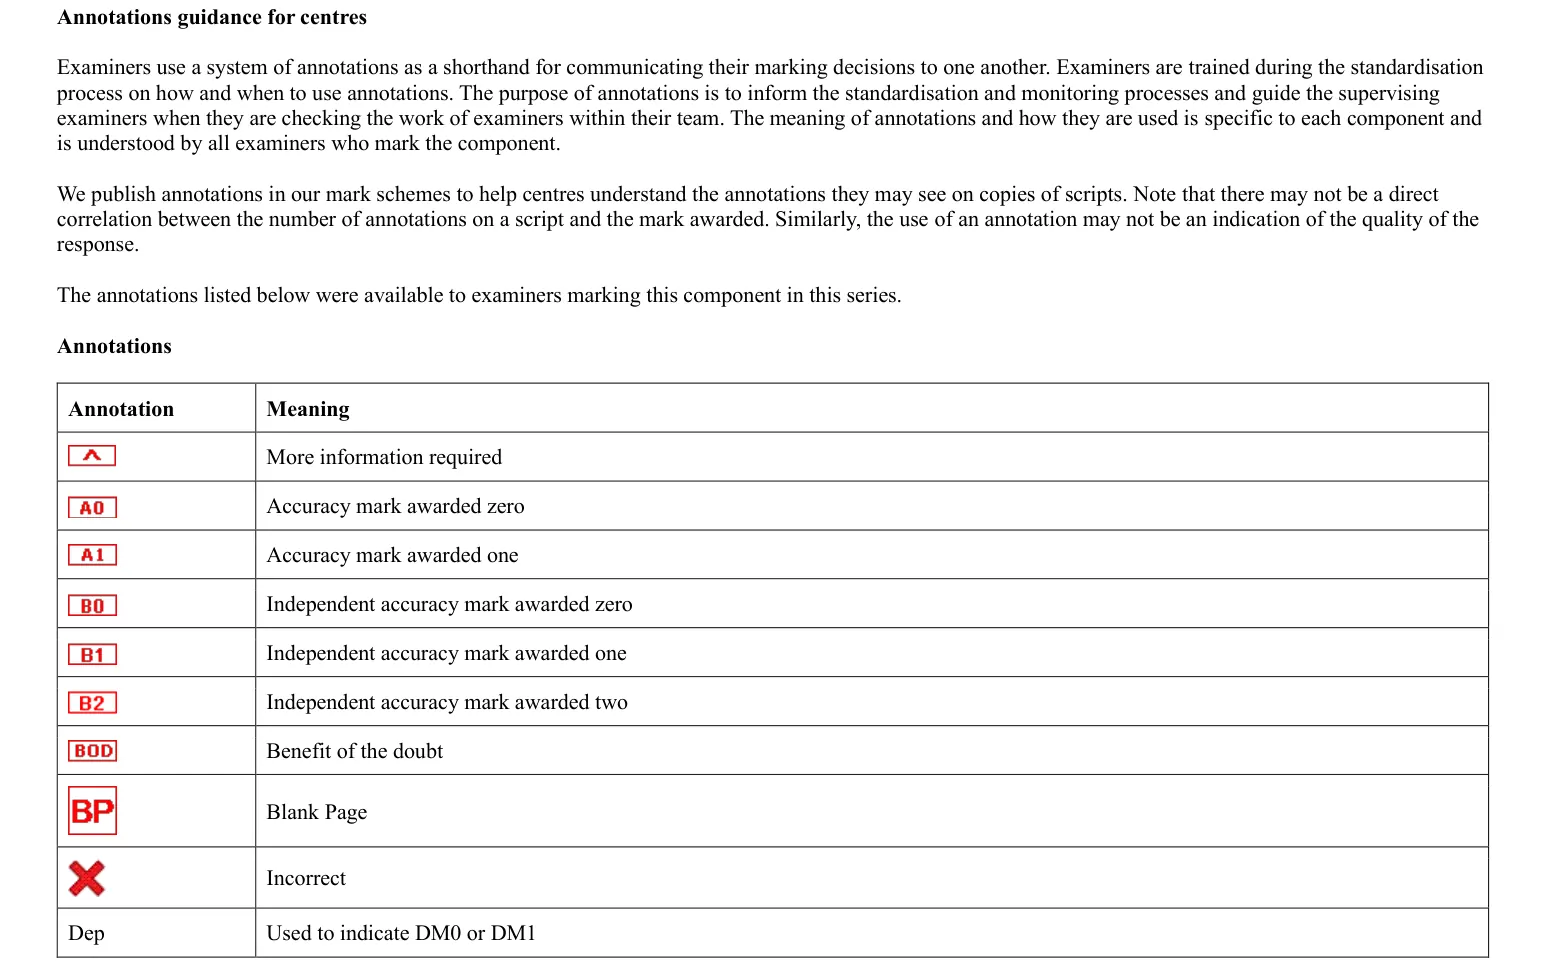 Annotations guidance for centres
Examiners use a system of annotations as a shorthand for communicating their marking decisions to one another. Examiners are trained during the standardisation
process on how and when to use annotations. The purpose of annotations is to inform the standardisation and monitoring processes and guide the supervising
examiners when they are checking the work of examiners within their team. The meaning of annotations and how they are used is specific to each component and
is understood by all examiners who mark the component.
We publish annotations in our mark schemes to help centres understand the annotations they may see on copies of scripts. Note that there may not be a direct
correlation between the number of annotations on a script and the mark awarded. Similarly, the use of an annotation may not be an indication of the quality of the
response.
The annotations listed below were available to examiners marking this component in this series.
Annotations
Annotation Meaning
^ More information required
A0 Accuracy mark awarded zero
A1 Accuracy mark awarded one
B0 Independent accuracy mark awarded zero
B1 Independent accuracy mark awarded one
B2 Independent accuracy mark awarded two
BOD Benefit of the doubt
BP Blank Page
Incorrect
Dep Used to indicate DM0 or DM1